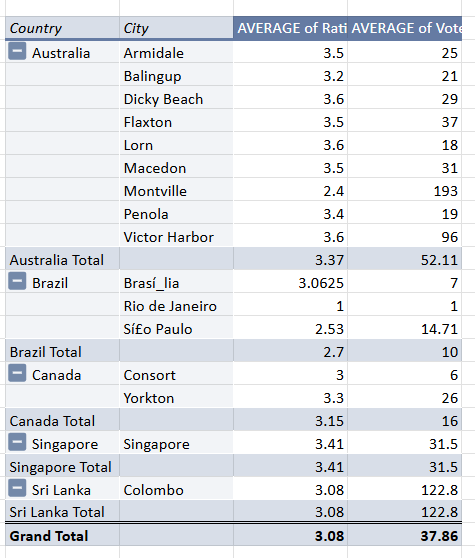 Country City AVERAGE of Rati AVERAGE of Vote
Australia Armidale 3.5 25
Balingup 3.2 21
Dicky Beach 3.6 29
Flaxton 3.5 37
Lorn 3.6 18
Macedon 3.5 31
Montville 2.4 193
Penola 3.4 19
Victor Harbor 3.6 96
Australia Total 3.37 52.11
Brazil Brasí_lia 3.0625 7
Rio de Janeiro 1 1
Sí£o Paulo 2.53 14.71
Brazil Total 2.7 10
Canada Consort 3 6
Yorkton 3.3 26
Canada Total 3.15 16
Singapore Singapore 3.41 31.5
Singapore Total 3.41 31.5
Sri Lanka Colombo 3.08 122.8
Sri Lanka Total 3.08 122.8
Grand Total 3.08 37.86